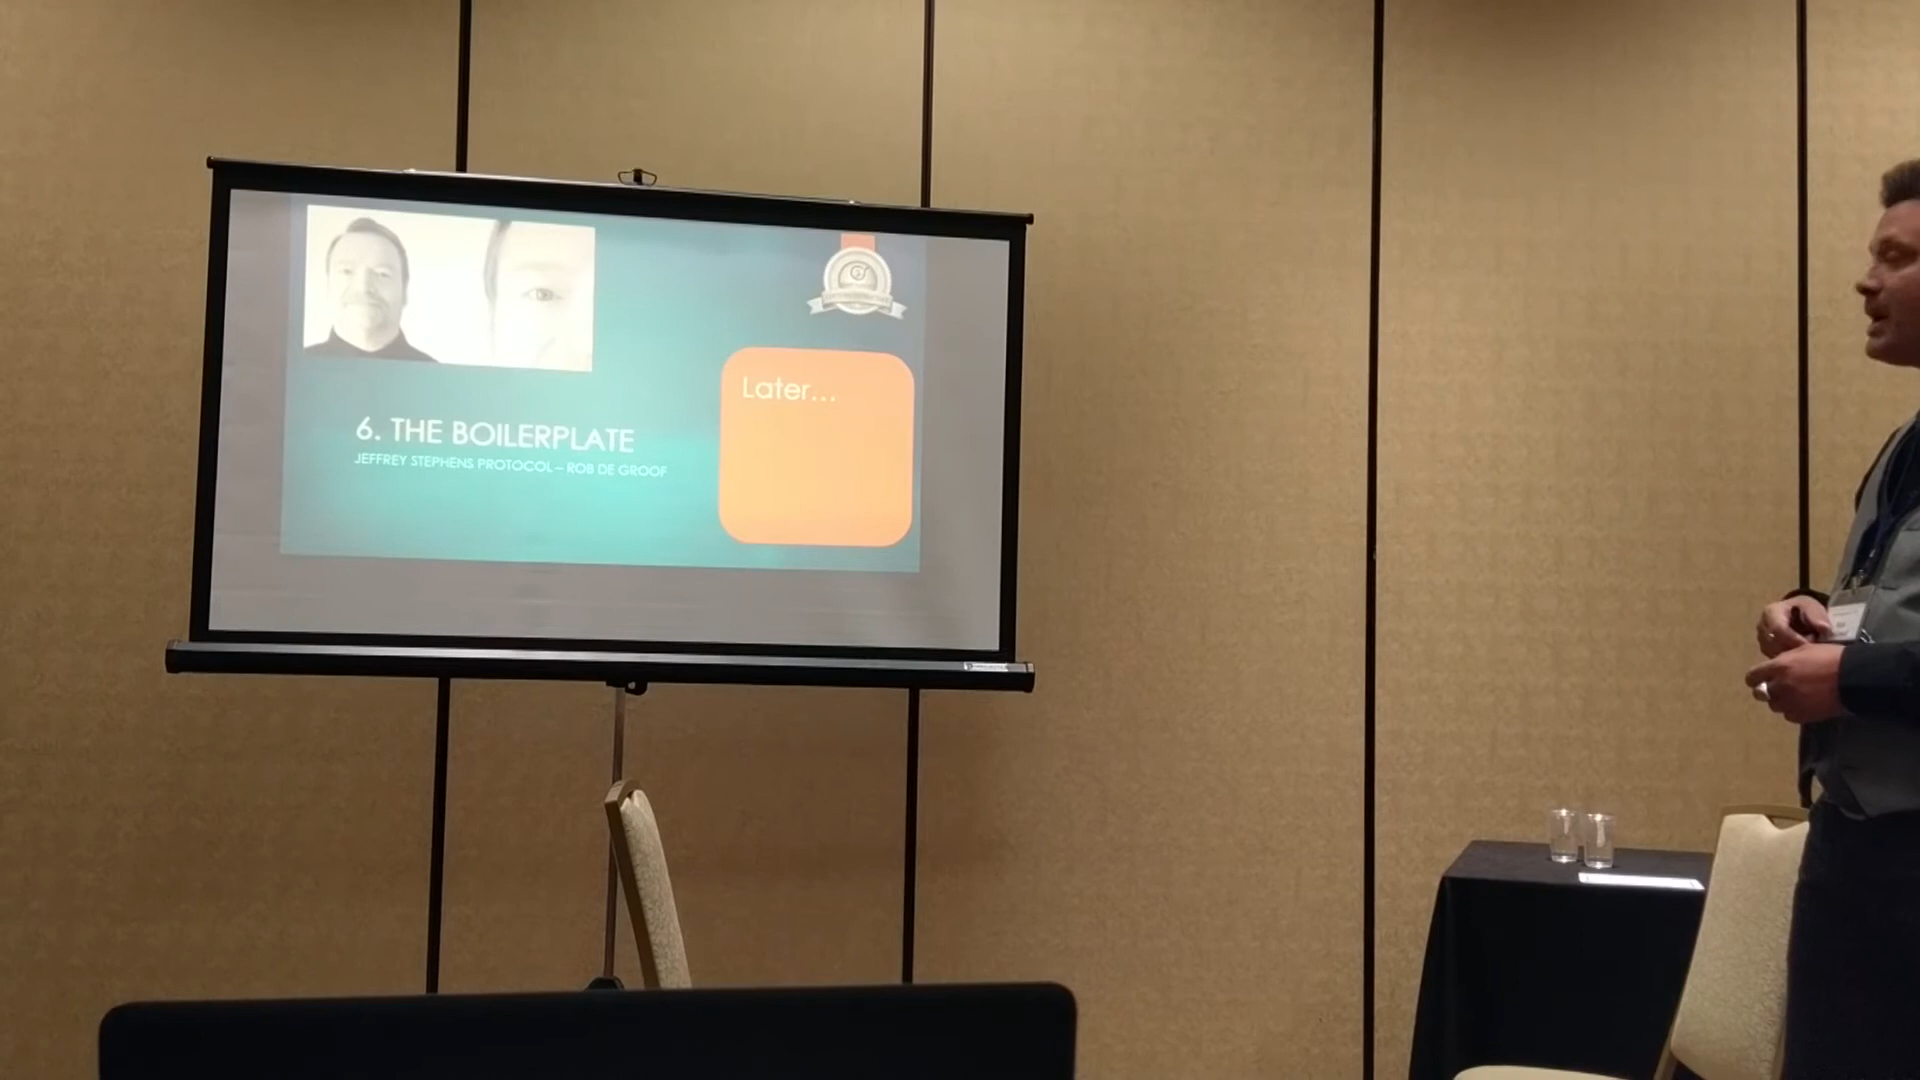 6. THE BOILERPLATE
JEFFREY STEPHENS PROTOCOL – ROB DE GROOF
Later...